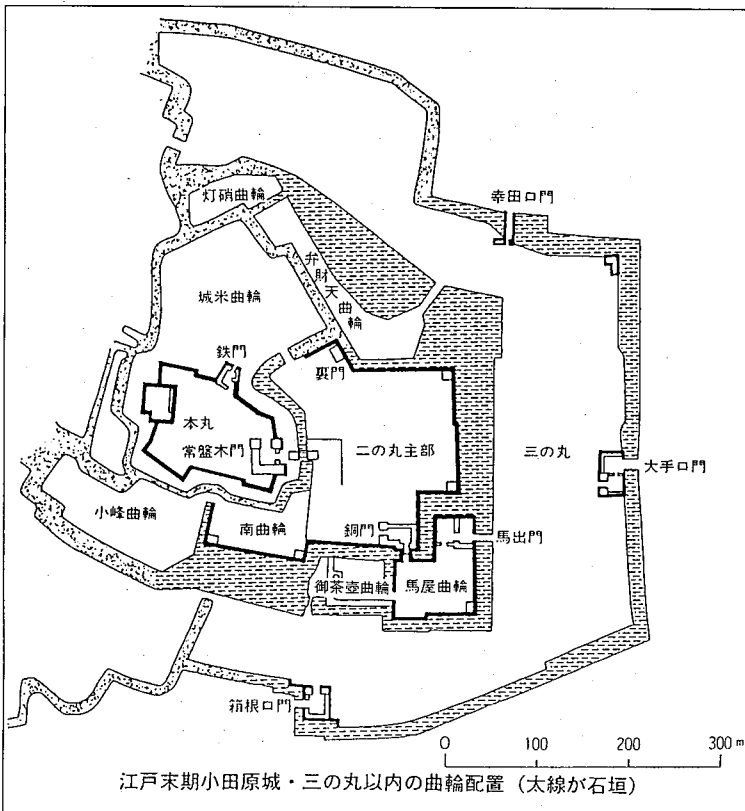 幸田口門
灯硝曲輪
弁財天曲輪
城米曲輪
鉄門
裏門
本丸
常盤木門
二の丸主部
三の丸
大手口門
小峰曲輪
南曲輪
銅門
馬出門
御茶壺曲輪
馬屋曲輪
箱根口門
0 100 200 300 m
江戸末期小田原城・三の丸以内の曲輪配置 (太線が石垣)